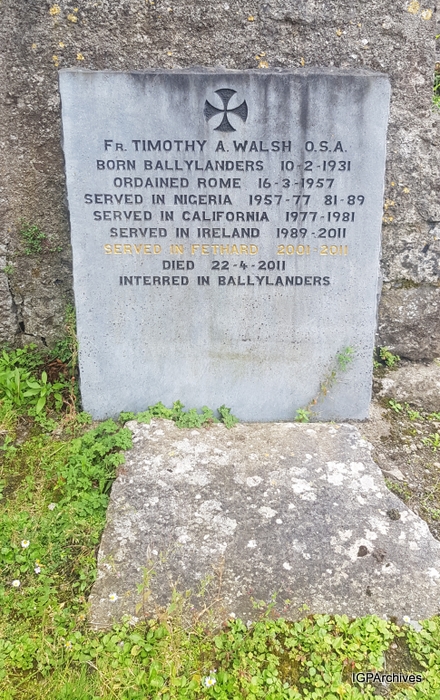 Fr. TIMOTHY A. WALSH O.S.A.
BORN BALLYLANDERS 10-2-1931
ORDAINED ROME 16-3-1957
SERVED IN NIGERIA 1957-77 81-89
SERVED IN CALIFORNIA 1977-1981
SERVED IN IRELAND 1989-2011
SERVED IN FETHARD 2001-2011
DIED 22-4-2011
INTERRED IN BALLYLANDERS
IGPArchives